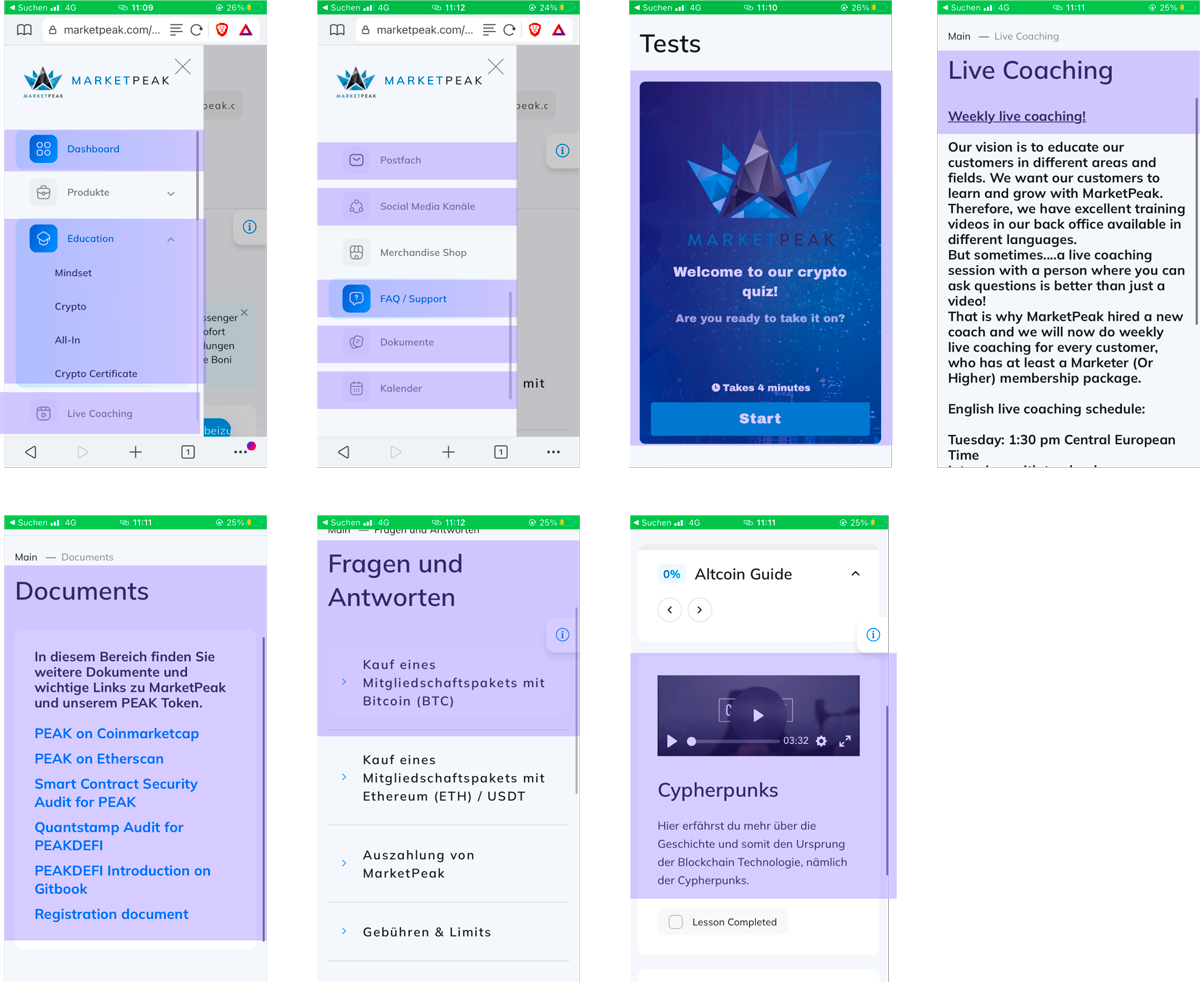 Suchen 4G 11:09 26%
marketpeak.com/...
MARKETPEAK
MARKETPEAK
peak.c
Dashboard
Produkte
Education
Mindset
Crypto
All-In
Crypto Certificate
Live Coaching
ssenger
ofort
lungen
e Boni
beizu
1
Suchen 4G 11:12 24%
marketpeak.com/...
MARKETPEAK
MARKETPEAK
peak.c
Postfach
Social Media Kanäle
Merchandise Shop
FAQ / Support
Dokumente
Kalender
mit
1
Suchen 4G 11:10 26%
Tests
MARKETPEAK
Welcome to our crypto
quiz!
Are you ready to take it on?
Takes 4 minutes
Start
Suchen 4G 11:11 25%
Main — Live Coaching
Live Coaching
Weekly live coaching!
Our vision is to educate our
customers in different areas and
fields. We want our customers to
learn and grow with MarketPeak.
Therefore, we have excellent training
videos in our back office available in
different languages.
But sometimes....a live coaching
session with a person where you can
ask questions is better than just a
video!
That is why MarketPeak hired a new
coach and we will now do weekly
live coaching for every customer,
who has at least a Marketer (Or
Higher) membership package.
English live coaching schedule:
Tuesday: 1:30 pm Central European
Time
Suchen 4G 11:11 25%
Main — Documents
Documents
In diesem Bereich finden Sie
weitere Dokumente und
wichtige Links zu MarketPeak
und unserem PEAK Token.
PEAK on Coinmarketcap
PEAK on Etherscan
Smart Contract Security
Audit for PEAK
Quantstamp Audit for
PEAKDEFI
PEAKDEFI Introduction on
Gitbook
Registration document
Suchen 4G 11:12 25%
Main — Fragen und Antworten
Fragen und
Antworten
Kauf eines
Mitgliedschaftspakets mit
Bitcoin (BTC)
Kauf eines
Mitgliedschaftspakets mit
Ethereum (ETH) / USDT
Auszahlung von
MarketPeak
Gebühren & Limits
Suchen 4G 11:11 25%
0% Altcoin Guide
03:32
Cypherpunks
Hier erfährst du mehr über die
Geschichte und somit den Ursprung
der Blockchain Technologie, nämlich
der Cypherpunks.
Lesson Completed